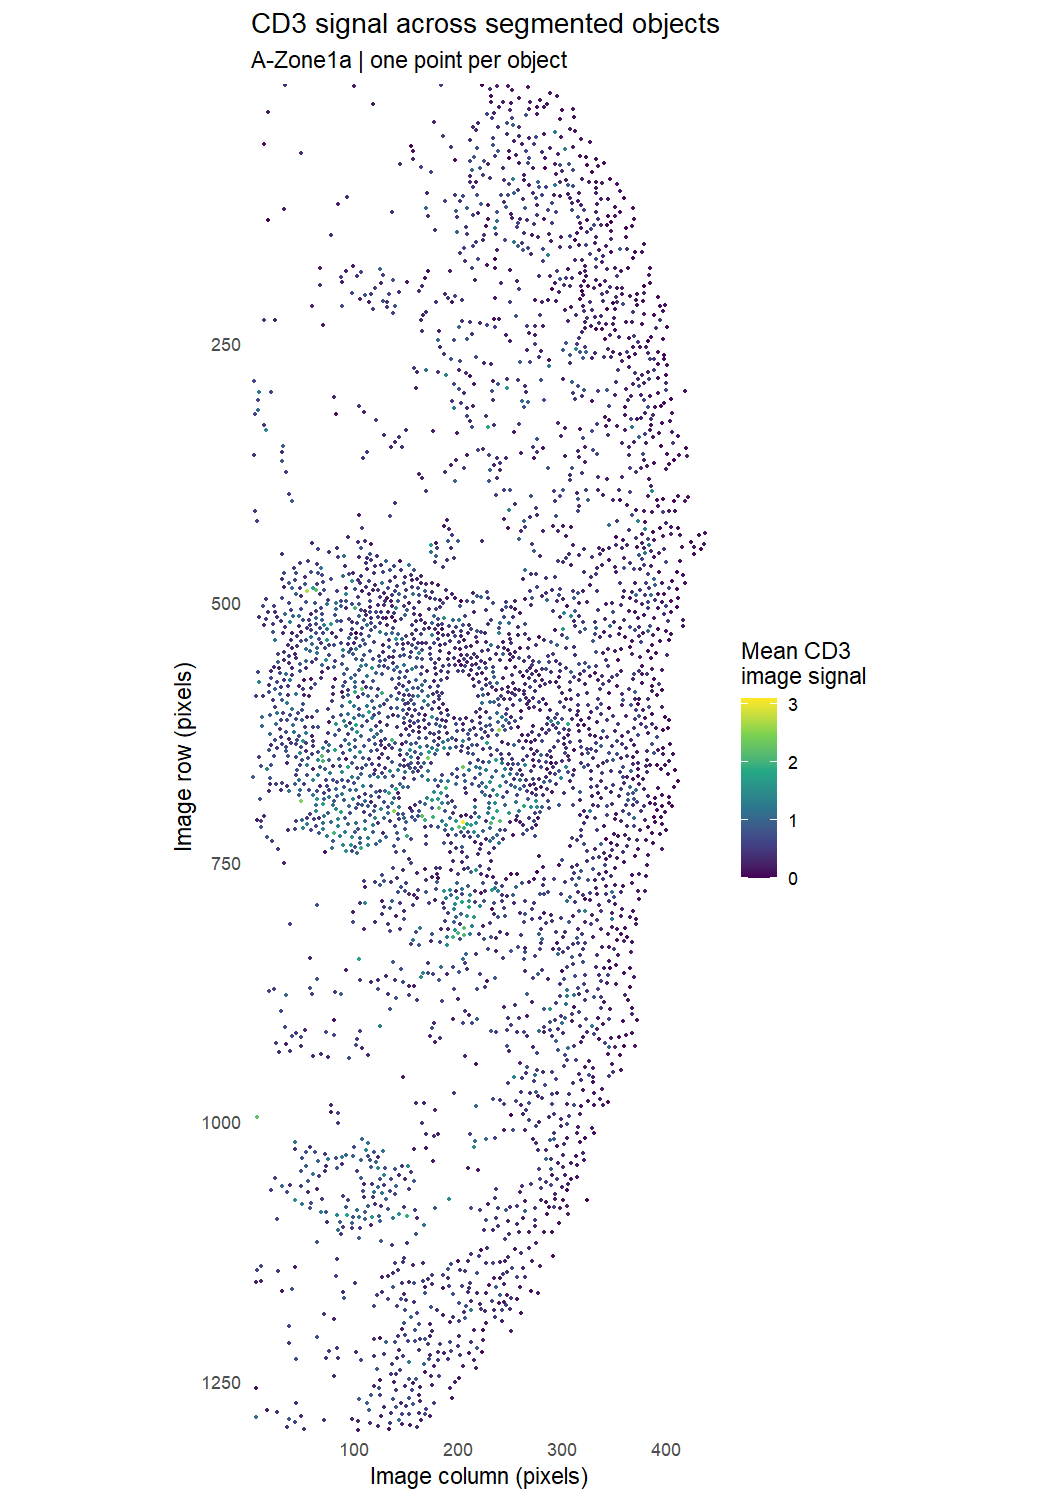 CD3 signal across segmented objects
A-Zone1a | one point per object
250
500
750
1000
1250
Image row (pixels)
100
200
300
400
Image column (pixels)
Mean CD3
image signal
3
2
1
0